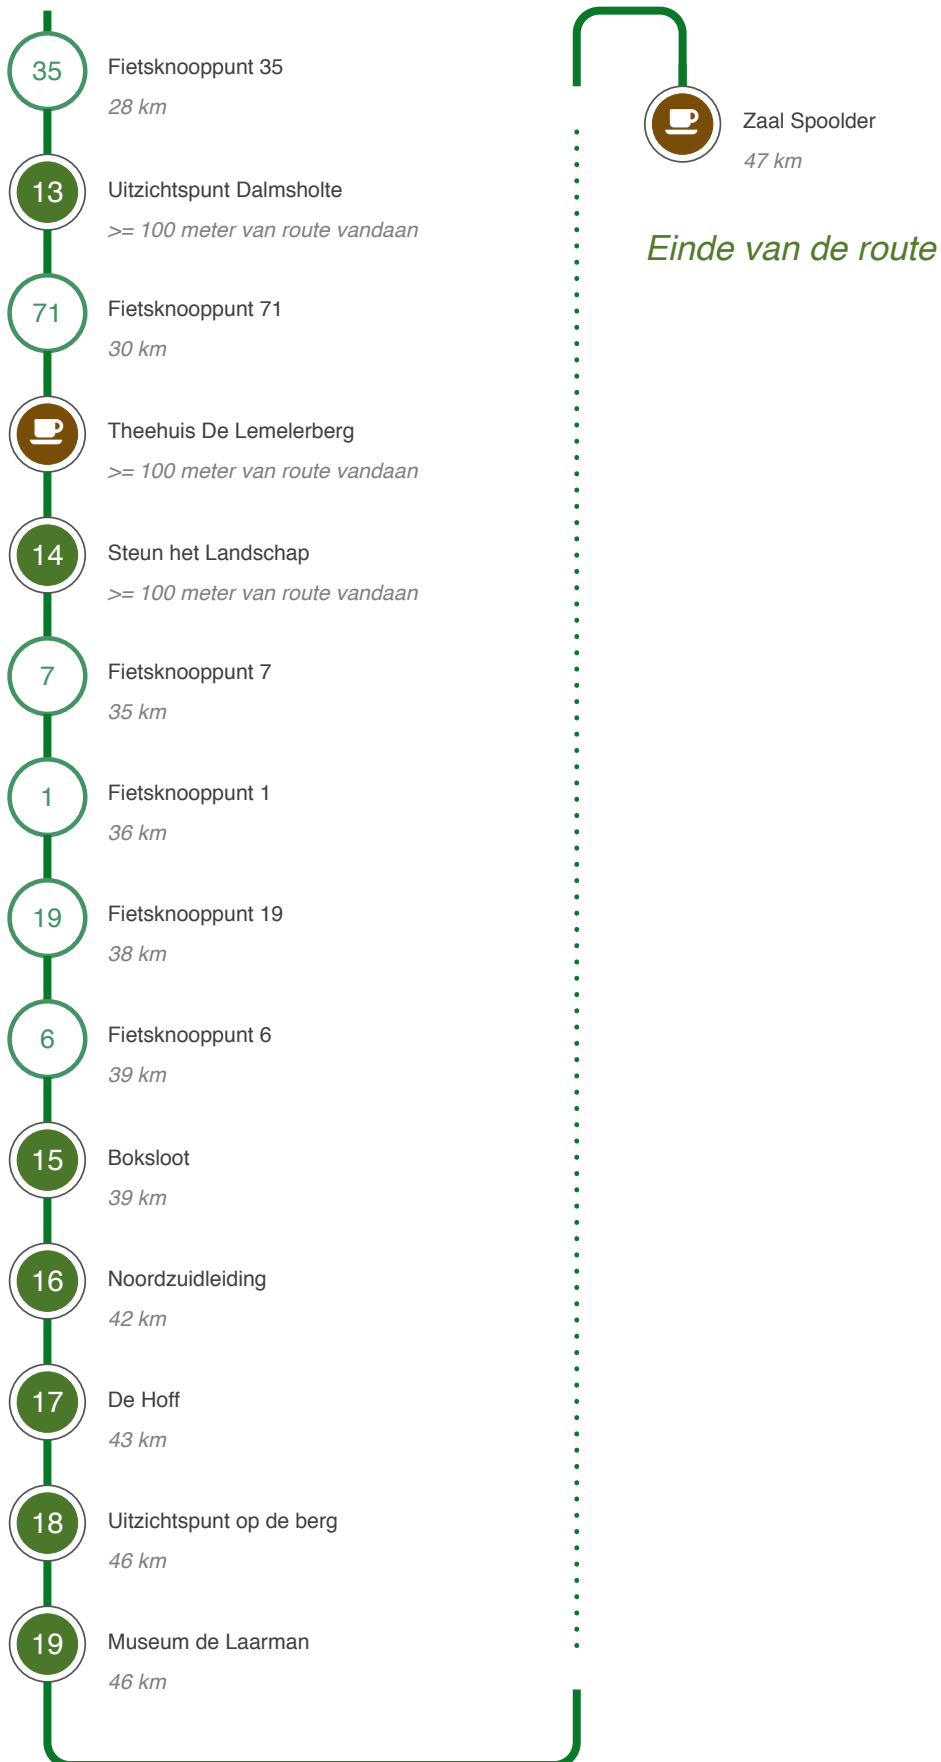 35
Fietsknooppunt 35
28 km
13
Uitzichtspunt Dalmsholte
>= 100 meter van route vandaan
71
Fietsknooppunt 71
30 km
Theehuis De Lemelerberg
>= 100 meter van route vandaan
14
Steun het Landschap
>= 100 meter van route vandaan
7
Fietsknooppunt 7
35 km
1
Fietsknooppunt 1
36 km
19
Fietsknooppunt 19
38 km
6
Fietsknooppunt 6
39 km
15
Boksloot
39 km
16
Noordzuidleiding
42 km
17
De Hoff
43 km
18
Uitzichtspunt op de berg
46 km
19
Museum de Laarman
46 km
Zaal Spoolder
47 km
Einde van de route